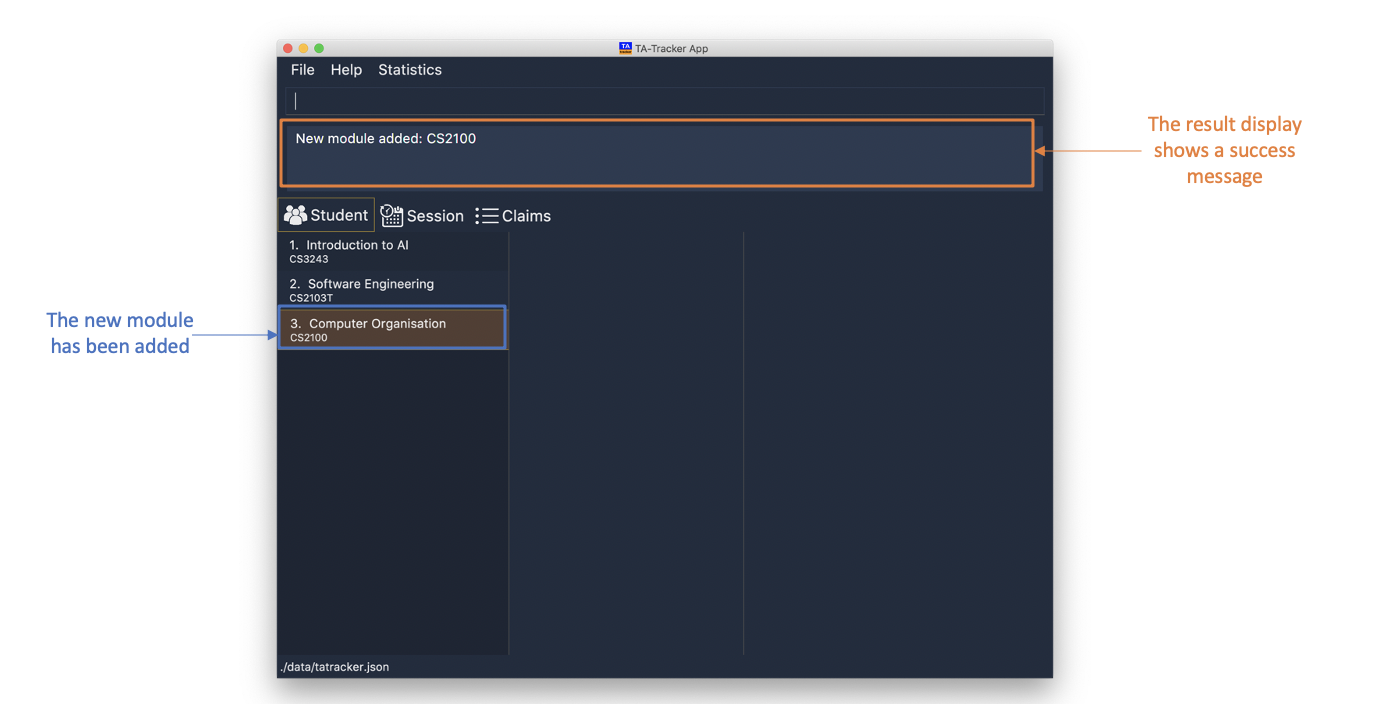 TA TA-Tracker App
File Help Statistics
New module added: CS2100
The result display
shows a success
message
Student Session Claims
1. Introduction to AI
CS3243
2. Software Engineering
CS2103T
3. Computer Organisation
CS2100
The new module
has been added
./data/tatracker.json